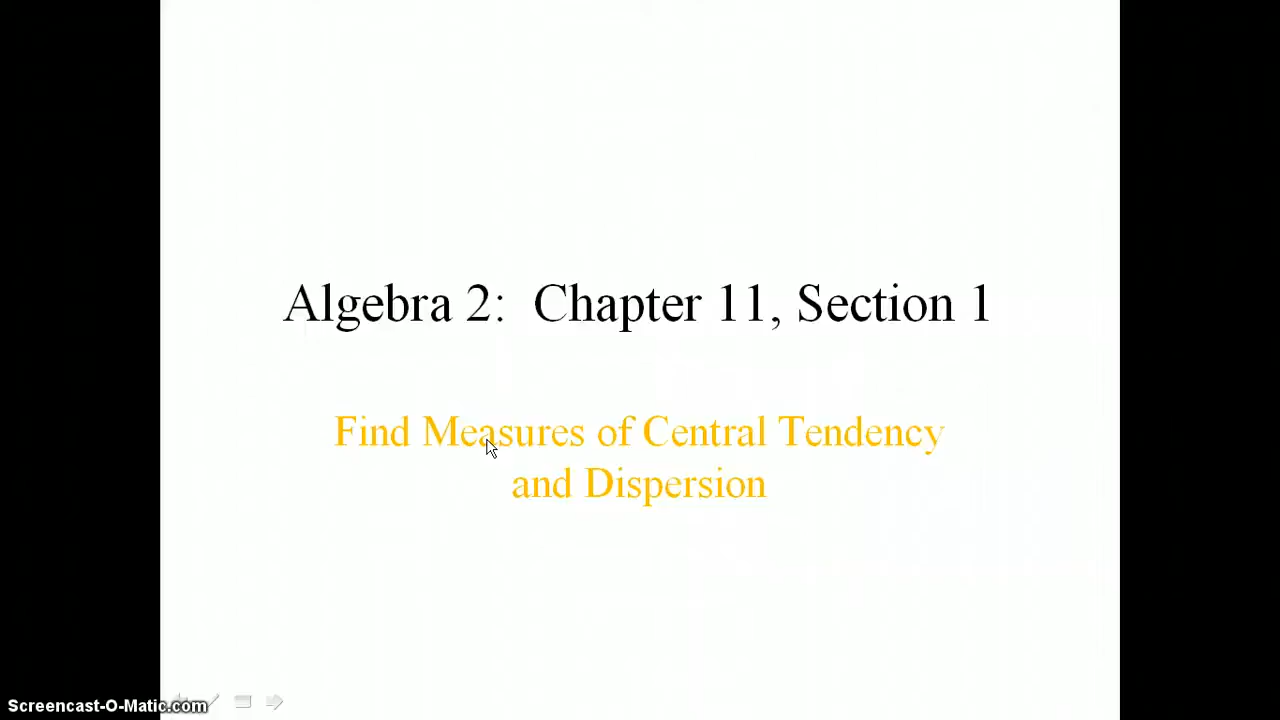 Algebra 2:  Chapter 11, Section 1
Find Measures of Central Tendency
and Dispersion
Screencast-O-Matic.com